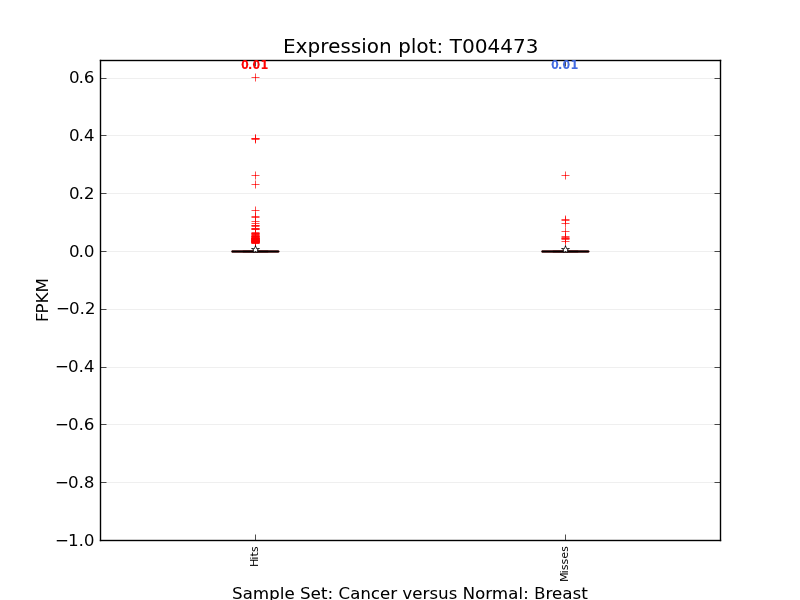 Expression plot: T004473
0.01
0.01
0.6
0.4
0.2
0.0
−0.2
−0.4
−0.6
−0.8
−1.0
FPKM
Hits
Misses
Sample Set: Cancer versus Normal: Breast